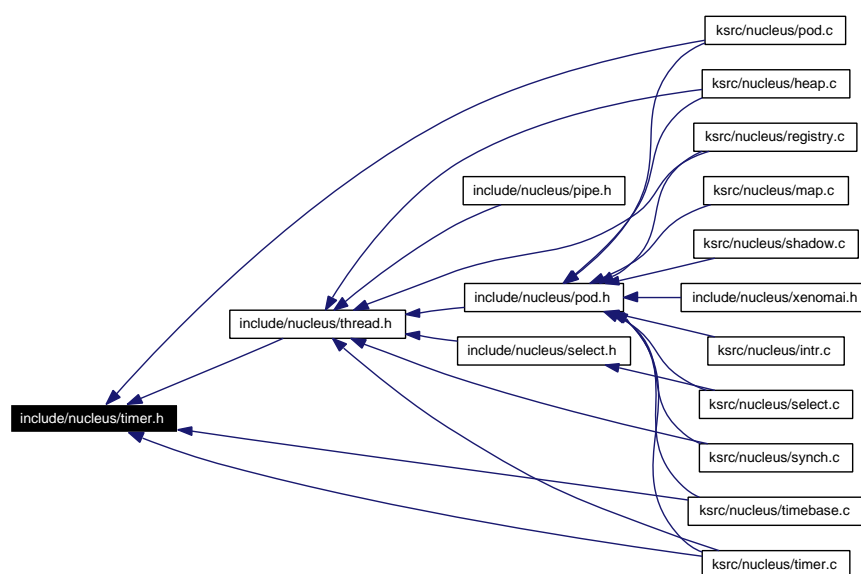 ksrc/nucleus/pod.c
ksrc/nucleus/heap.c
ksrc/nucleus/registry.c
include/nucleus/pipe.h
ksrc/nucleus/map.c
ksrc/nucleus/shadow.c
include/nucleus/pod.h
include/nucleus/xenomai.h
include/nucleus/thread.h
include/nucleus/select.h
ksrc/nucleus/intr.c
ksrc/nucleus/select.c
include/nucleus/timer.h
ksrc/nucleus/synch.c
ksrc/nucleus/timebase.c
ksrc/nucleus/timer.c